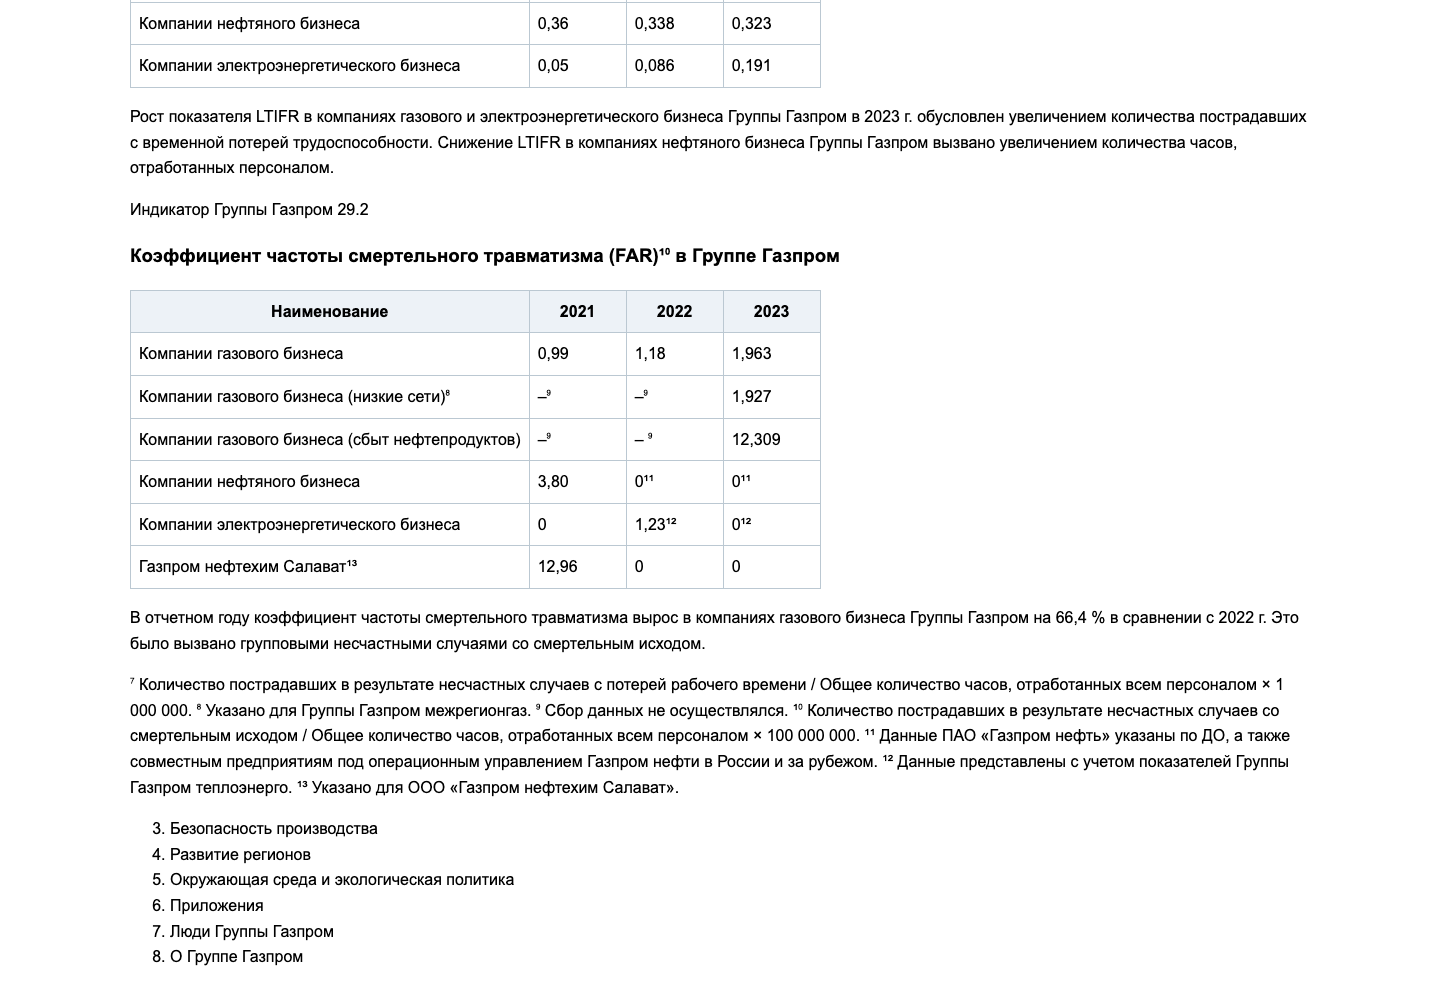 Компании нефтяного бизнеса 0,36 0,338 0,323
Компании электроэнергетического бизнеса 0,05 0,086 0,191
Рост показателя LTIFR в компаниях газового и электроэнергетического бизнеса Группы Газпром в 2023 г. обусловлен увеличением количества пострадавших
с временной потерей трудоспособности. Снижение LTIFR в компаниях нефтяного бизнеса Группы Газпром вызвано увеличением количества часов,
отработанных персоналом.
Индикатор Группы Газпром 29.2
Коэффициент частоты смертельного травматизма (FAR)¹⁰ в Группе Газпром
Наименование 2021 2022 2023
Компании газового бизнеса 0,99 1,18 1,963
Компании газового бизнеса (низкие сети)⁸ –⁹ –⁹ 1,927
Компании газового бизнеса (сбыт нефтепродуктов) –⁹ – ⁹ 12,309
Компании нефтяного бизнеса 3,80 0¹¹ 0¹¹
Компании электроэнергетического бизнеса 0 1,23¹² 0¹²
Газпром нефтехим Салават¹³ 12,96 0 0
В отчетном году коэффициент частоты смертельного травматизма вырос в компаниях газового бизнеса Группы Газпром на 66,4 % в сравнении с 2022 г. Это
было вызвано групповыми несчастными случаями со смертельным исходом.
⁷ Количество пострадавших в результате несчастных случаев с потерей рабочего времени / Общее количество часов, отработанных всем персоналом × 1
000 000. ⁸ Указано для Группы Газпром межрегионгаз. ⁹ Сбор данных не осуществлялся. ¹⁰ Количество пострадавших в результате несчастных случаев со
смертельным исходом / Общее количество часов, отработанных всем персоналом × 100 000 000. ¹¹ Данные ПАО «Газпром нефть» указаны по ДО, а также
совместным предприятиям под операционным управлением Газпром нефти в России и за рубежом. ¹² Данные представлены с учетом показателей Группы
Газпром теплоэнерго. ¹³ Указано для ООО «Газпром нефтехим Салават».
3. Безопасность производства
4. Развитие регионов
5. Окружающая среда и экологическая политика
6. Приложения
7. Люди Группы Газпром
8. О Группе Газпром